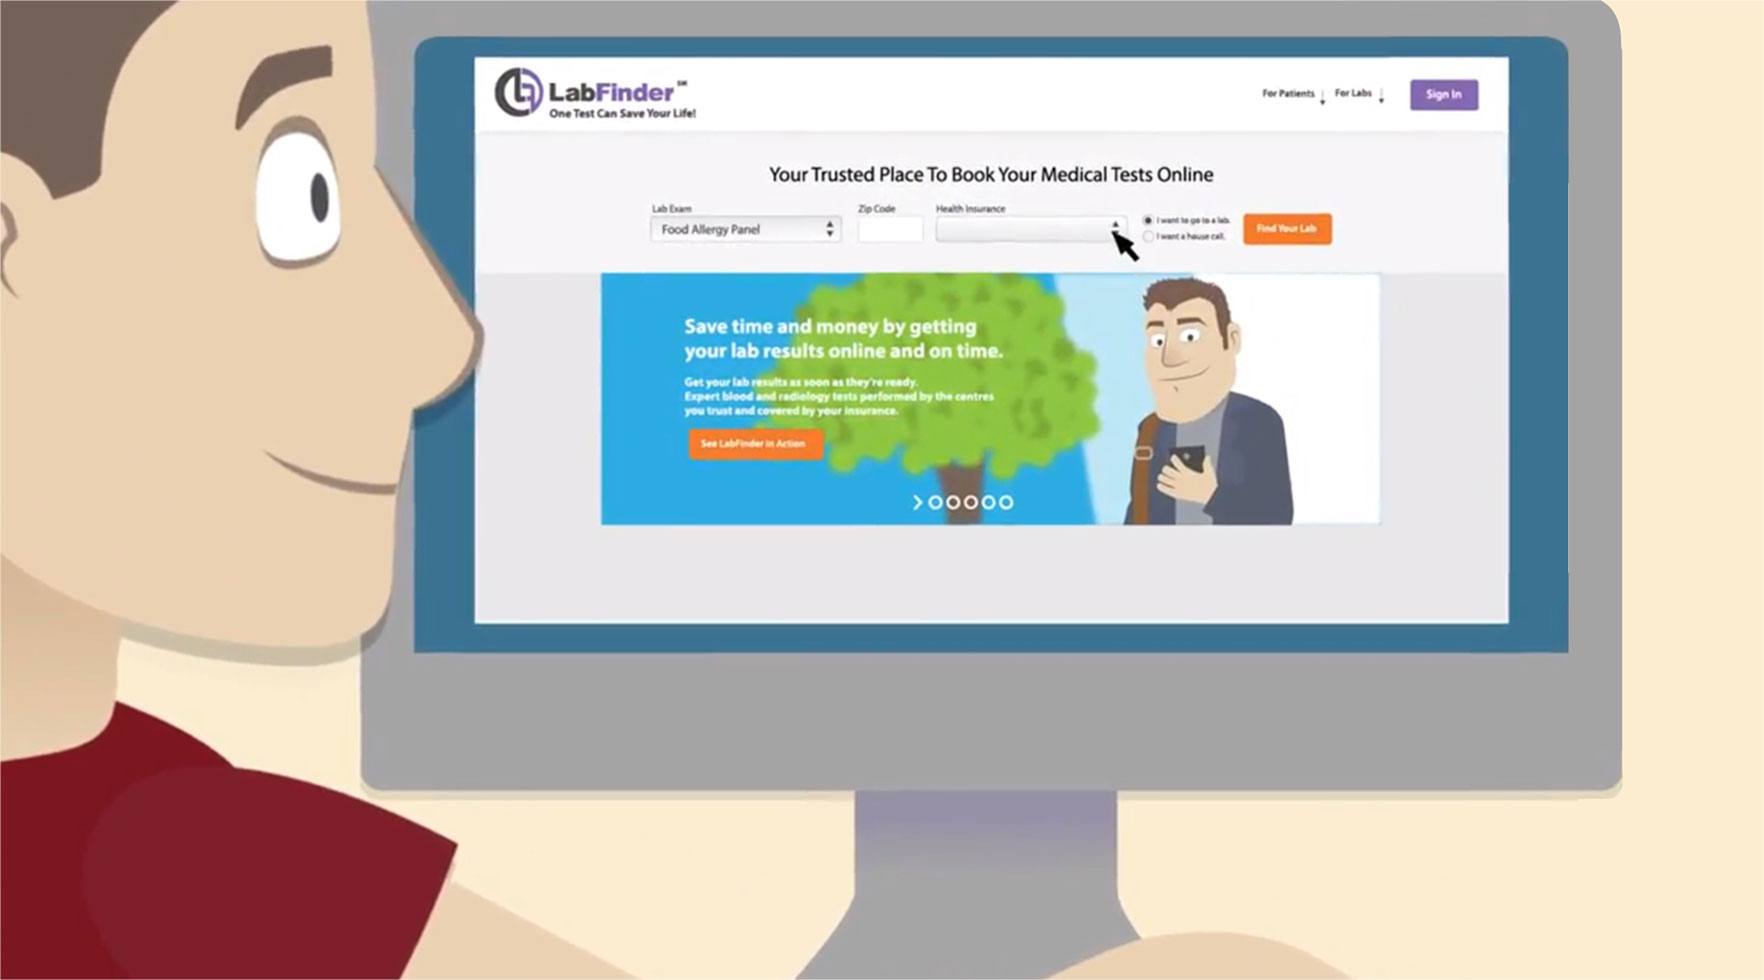 LabFinder℠
One Test Can Save Your Life!
For Patients
For Labs
Sign In
Your Trusted Place To Book Your Medical Tests Online
Lab Exam
Zip Code
Health Insurance
Food Allergy Panel
I want to go to a lab.
I want a house call.
Find Your Lab
Save time and money by getting
your lab results online and on time.
Get your lab results as soon as they're ready.
Expert blood and radiology tests performed by the centres
you trust and covered by your insurance.
See LabFinder in Action